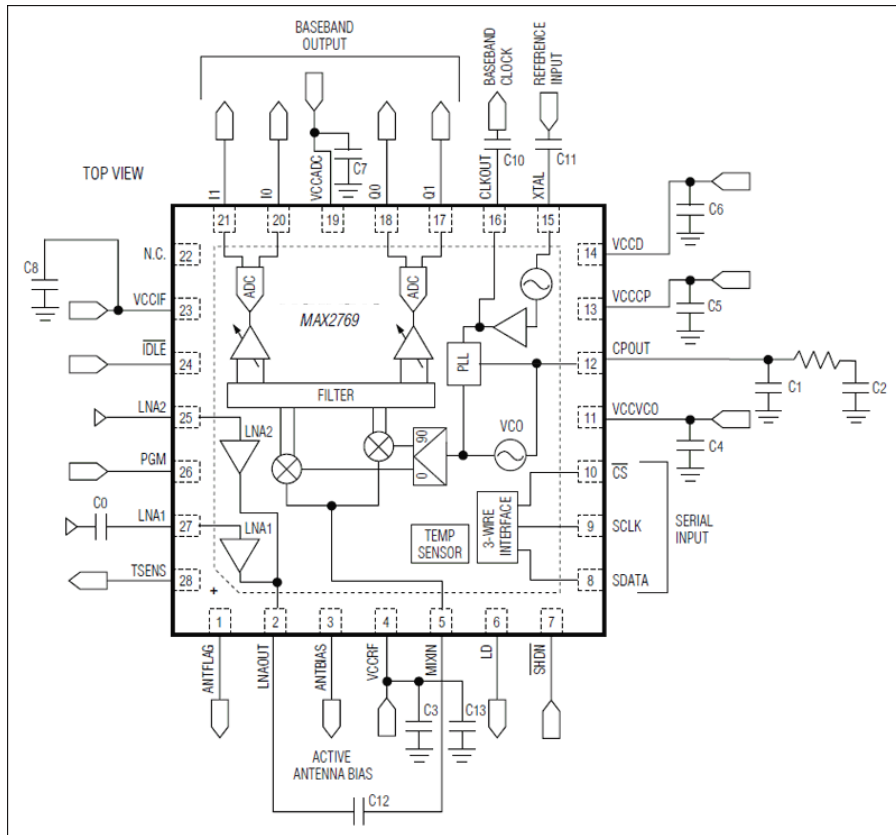 BASEBAND
OUTPUT
BASEBAND
CLOCK
REFERENCE
INPUT
C7
C10
C11
TOP VIEW
I1
I0
VCCADC
Q0
Q1
CLKOUT
XTAL
C6
21
20
19
18
17
16
15
N.C.
22
14
VCCD
C8
ADC
ADC
VCCIF
23
MAX2769
13
VCCCP
C5
IDLE
24
PLL
12
CPOUT
FILTER
C1
C2
LNA2
25
11
VCCVCO
LNA2
VCO
90
0
C4
PGM
26
10
CS
C0
LNA1
27
LNA1
TEMP
SENSOR
3-WIRE
INTERFACE
9
SCLK
SERIAL
INPUT
TSENS
28
8
SDATA
+
1
2
3
4
5
6
7
ANTFLAG
LNAOUT
ANTBIAS
VCCRF
MIXIN
LD
SHDN
C3
C13
ACTIVE
ANTENNA BIAS
C12